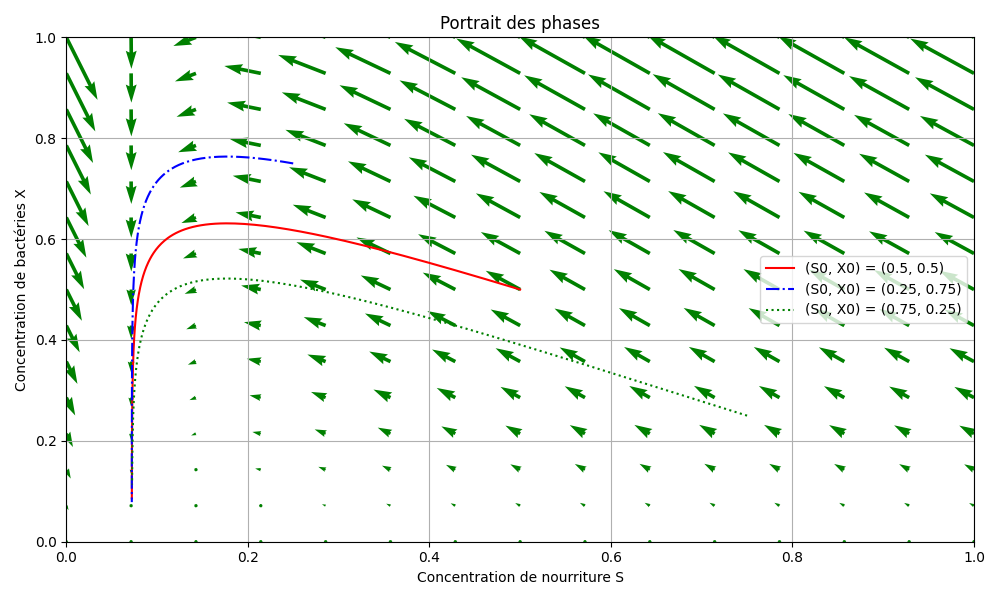 Portrait des phases
Concentration de bactéries X
1.0
0.8
0.6
0.4
0.2
0.0
(S0, X0) = (0.5, 0.5)
(S0, X0) = (0.25, 0.75)
(S0, X0) = (0.75, 0.25)
0.0 0.2 0.4 0.6 0.8 1.0
Concentration de nourriture S